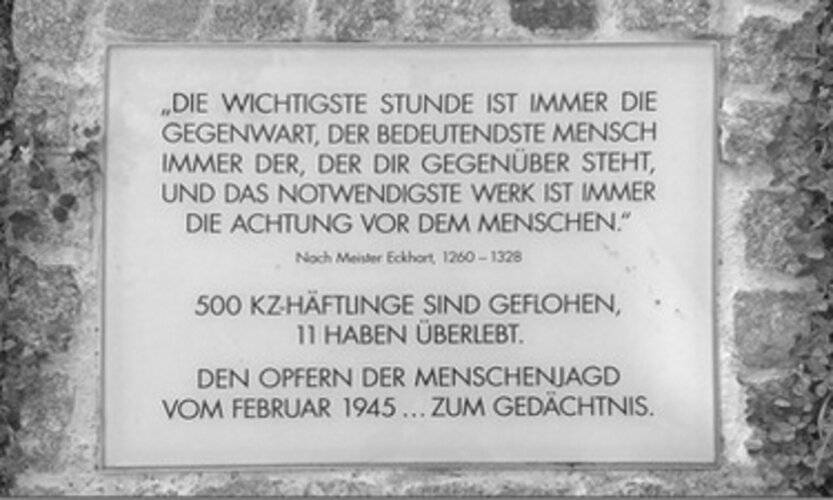 „DIE WICHTIGSTE STUNDE IST IMMER DIE
GEGENWART, DER BEDEUTENDSTE MENSCH
IMMER DER, DER DIR GEGENÜBER STEHT,
UND DAS NOTWENDIGSTE WERK IST IMMER
DIE ACHTUNG VOR DEM MENSCHEN.“
Nach Meister Eckhart, 1260 – 1328
500 KZ-HÄFTLINGE SIND GEFLOHEN,
11 HABEN ÜBERLEBT.
DEN OPFERN DER MENSCHENJAGD
VOM FEBRUAR 1945 ... ZUM GEDÄCHTNIS.